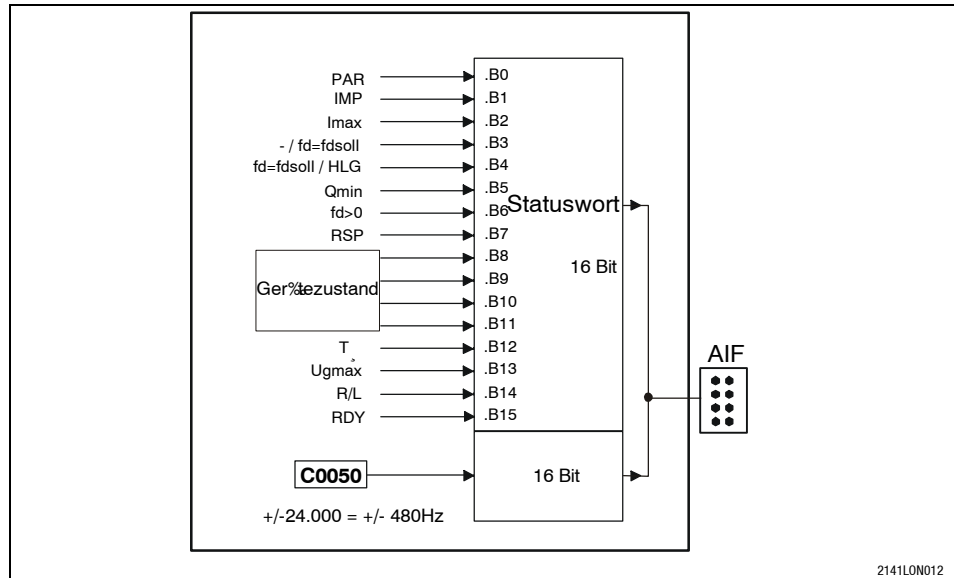 PAR .B0
IMP .B1
Imax .B2
- / fd=fdsoll .B3
fd=fdsoll / HLG .B4
Qmin .B5
fd>0 .B6
Statuswort
RSP .B7
.B8
16 Bit
Ger‰tezustand .B9
.B10
.B11
T¸ .B12
AIF
Ugmax .B13
R/L .B14
RDY .B15
C0050 16 Bit
+/-24.000 = +/- 480Hz
2141LON012